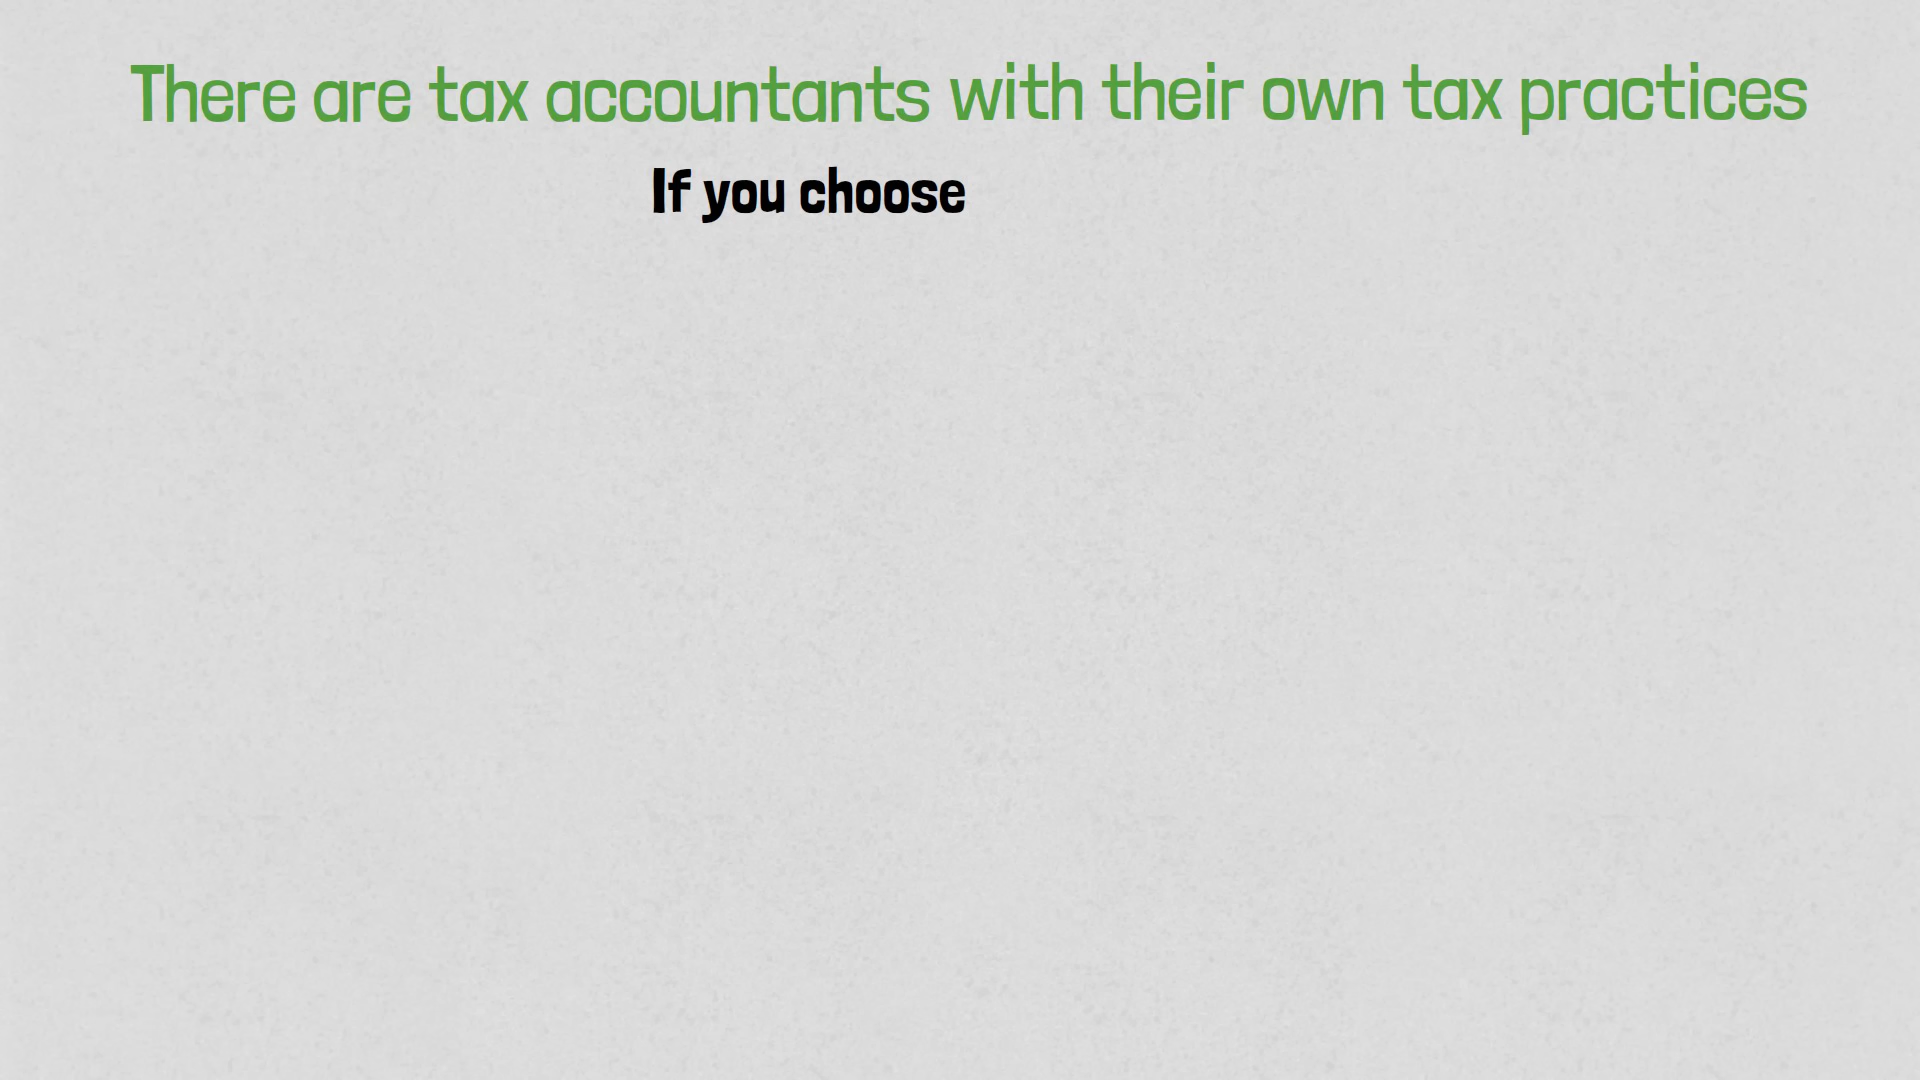 There are tax accountants with their own tax practices
If you choose